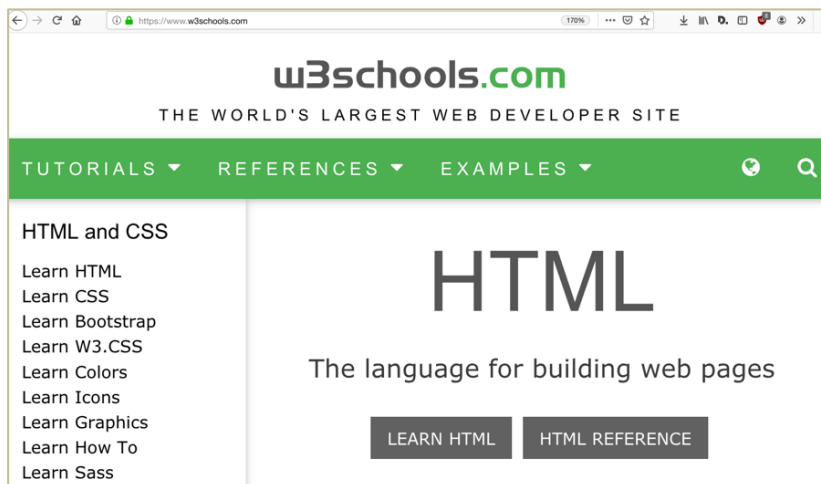 https://www.w3schools.com 170%
w3schools.com
THE WORLD'S LARGEST WEB DEVELOPER SITE
TUTORIALS REFERENCES EXAMPLES
HTML and CSS
Learn HTML
Learn CSS
Learn Bootstrap
Learn W3.CSS
Learn Colors
Learn Icons
Learn Graphics
Learn How To
Learn Sass
HTML
The language for building web pages
LEARN HTML HTML REFERENCE